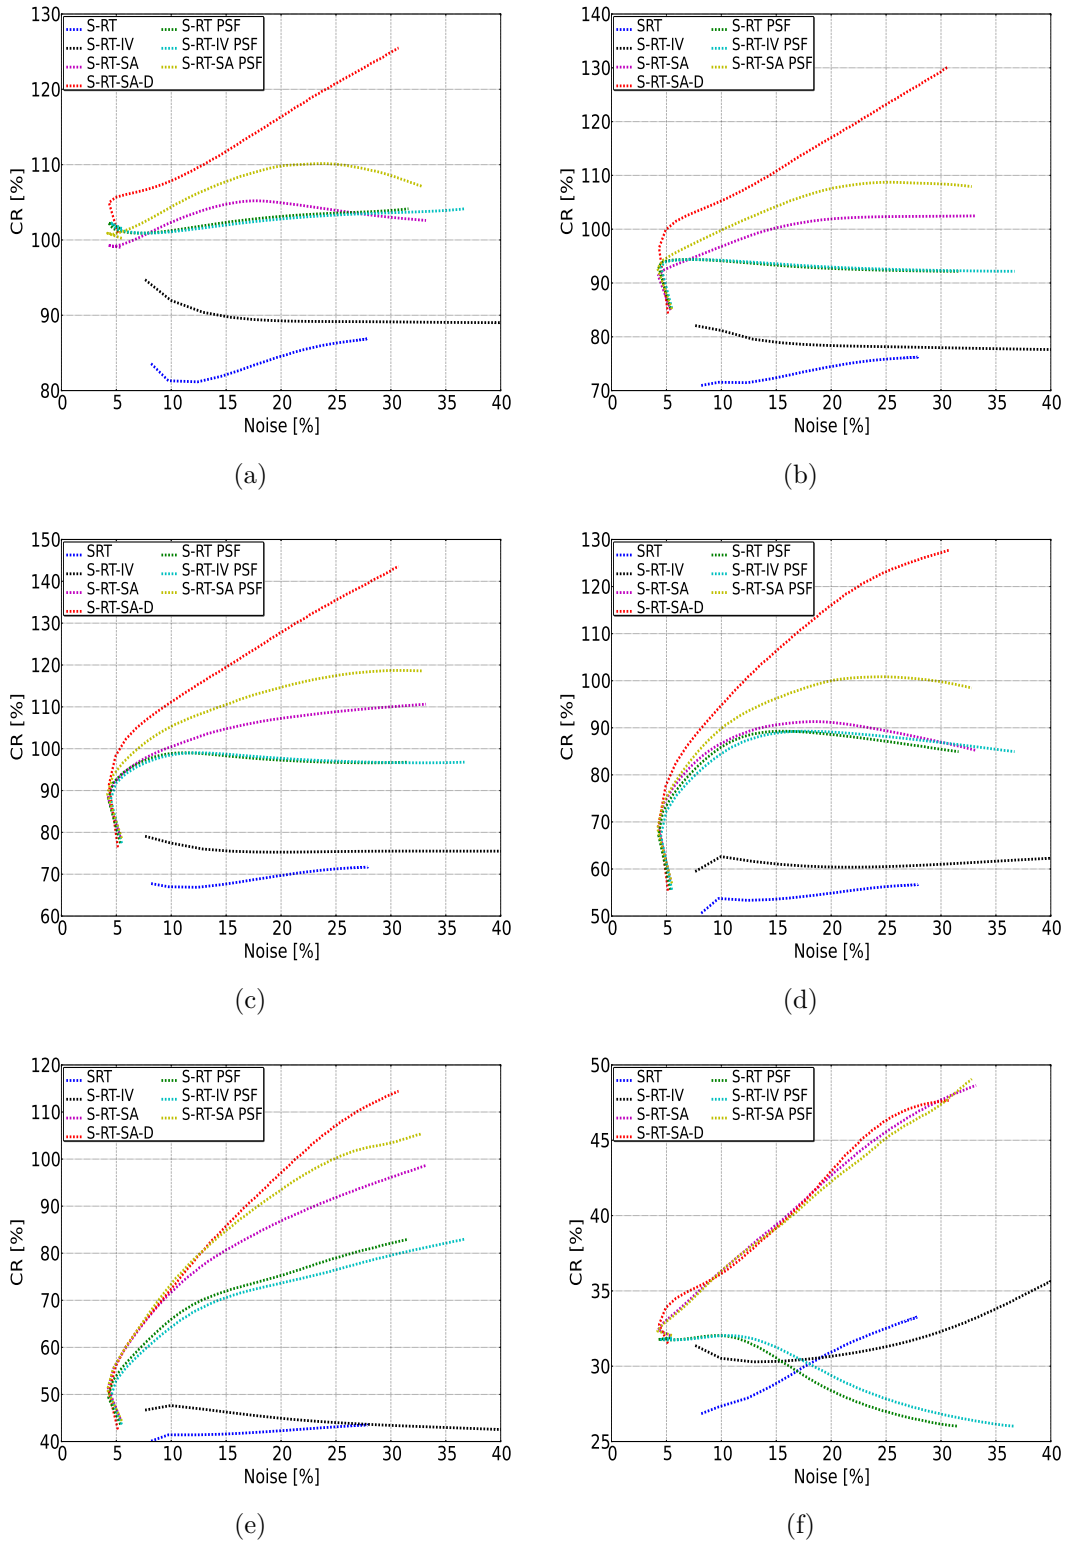 130
120
110
100
90
80
CR [%]
S-RT
S-RT-IV
S-RT-SA
S-RT-SA-D
S-RT PSF
S-RT-IV PSF
S-RT-SA PSF
0 5 10 15 20 25 30 35 40
Noise [%]
(a)
140
130
120
110
100
90
80
70
CR [%]
S-RT
S-RT-IV
S-RT-SA
S-RT-SA-D
S-RT PSF
S-RT-IV PSF
S-RT-SA PSF
0 5 10 15 20 25 30 35 40
Noise [%]
(b)
150
140
130
120
110
100
90
80
70
60
CR [%]
SRT
S-RT-IV
S-RT-SA
S-RT-SA-D
S-RT PSF
S-RT-IV PSF
S-RT-SA PSF
0 5 10 15 20 25 30 35 40
Noise [%]
(c)
130
120
110
100
90
80
70
60
50
CR [%]
SRT
S-RT-IV
S-RT-SA
S-RT-SA-D
S-RT PSF
S-RT-IV PSF
S-RT-SA PSF
0 5 10 15 20 25 30 35 40
Noise [%]
(d)
120
110
100
90
80
70
60
50
40
CR [%]
SRT
S-RT-IV
S-RT-SA
S-RT-SA-D
S-RT PSF
S-RT-IV PSF
S-RT-SA PSF
0 5 10 15 20 25 30 35 40
Noise [%]
(e)
50
45
40
35
30
25
CR [%]
SRT
S-RT-IV
S-RT-SA
S-RT-SA-D
S-RT PSF
S-RT-IV PSF
S-RT-SA PSF
0 5 10 15 20 25 30 35 40
Noise [%]
(f)